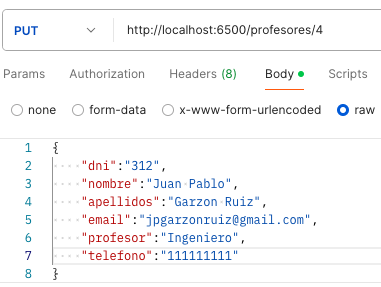 PUT http://localhost:6500/profesores/4
Params Authorization Headers (8) Body Scripts
none form-data x-www-form-urlencoded raw
1 {
2 "dni":"312",
3 "nombre":"Juan Pablo",
4 "apellidos":"Garzon Ruiz",
5 "email":"jpgarzonruiz@gmail.com",
6 "profesor":"Ingeniero",
7 "telefono":"111111111"
8 }